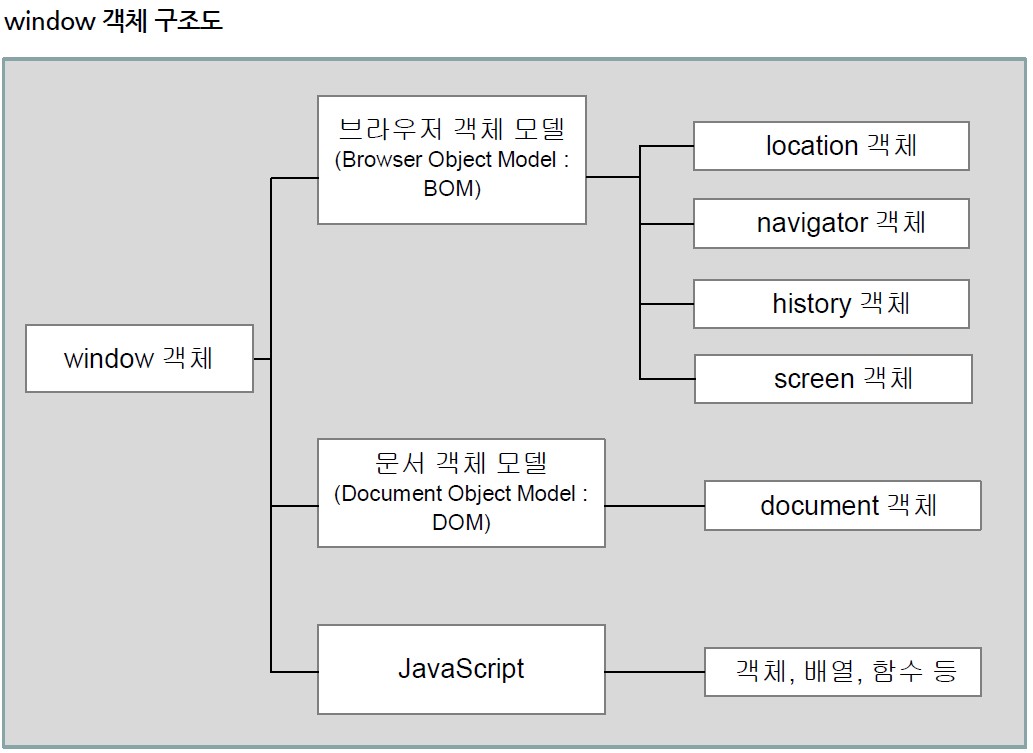 window 객체 구조도
브라우저 객체 모델
(Browser Object Model :
BOM)
location 객체
navigator 객체
history 객체
screen 객체
window 객체
문서 객체 모델
(Document Object Model :
DOM)
document 객체
JavaScript
객체, 배열, 함수 등